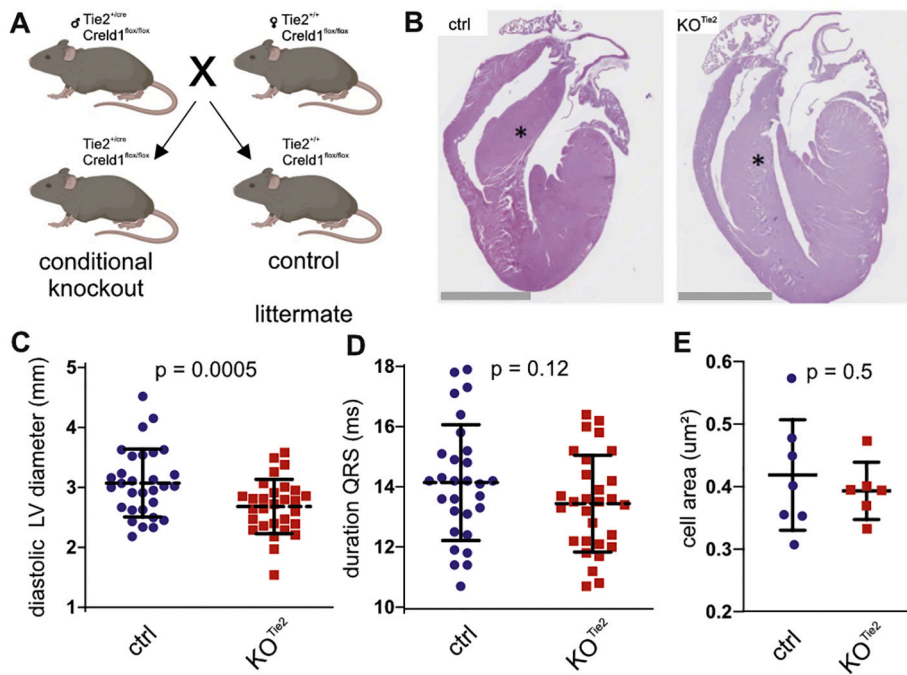 A
♂ Tie2+/cre
Creld1flox/flox
♀ Tie2+/+
Creld1flox/flox
X
Tie2+/cre
Creld1flox/flox
Tie2+/+
Creld1flox/flox
conditional
knockout
control
littermate
B
ctrl
KOTie2
*
*
C
p = 0.0005
diastolic LV diameter (mm)
5
4
3
2
1
ctrl
KOTie2
D
p = 0.12
duration QRS (ms)
18
16
14
12
10
ctrl
KOTie2
E
p = 0.5
cell area (um²)
0.6
0.5
0.4
0.3
0.2
ctrl
KOTie2